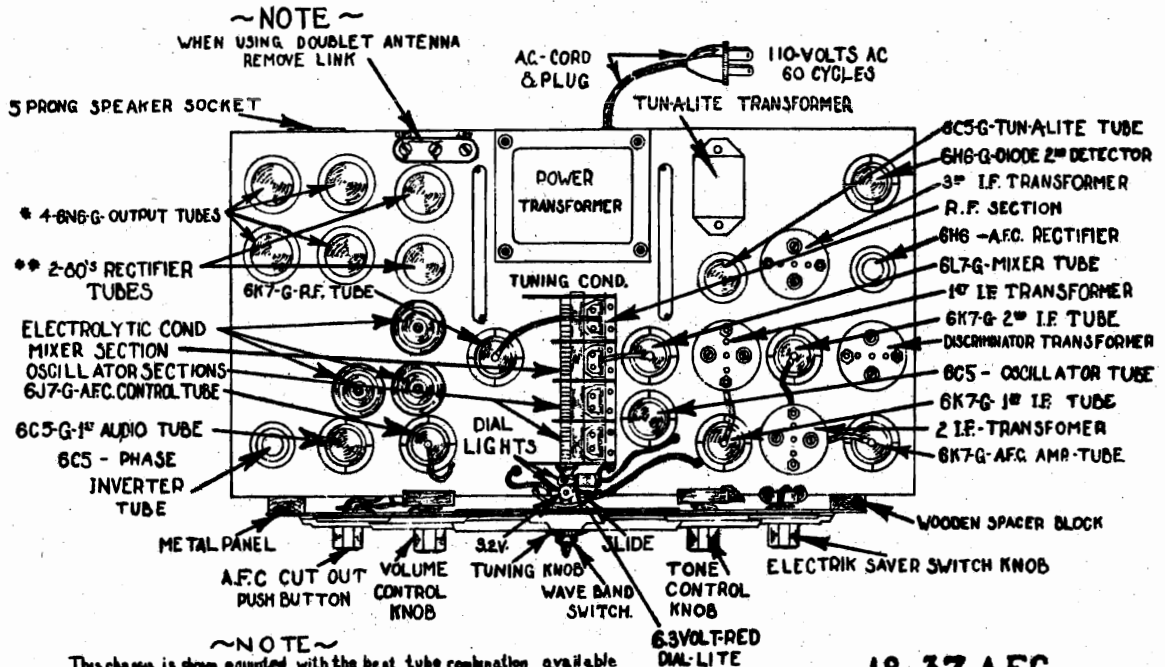 ~NOTE~
WHEN USING DOUBLET ANTENNA
REMOVE LINK
5 PRONG SPEAKER SOCKET
A.C.-CORD
& PLUG
110-VOLTS AC
60 CYCLES
TUN-A-LITE TRANSFORMER
POWER
TRANSFORMER
* 4-6N6-G-OUTPUT TUBES
** 2-80's RECTIFIER
TUBES
6K7-G-R.F. TUBE
TUNING COND.
ELECTROLYTIC COND
MIXER SECTION
OSCILLATOR SECTIONS
6J7-G-A.F.C. CONTROL TUBE
6C5-G-1ST AUDIO TUBE
6C5 - PHASE
INVERTER
TUBE
DIAL
LIGHTS
6C5-G-TUN-A-LITE TUBE
6H6-G-DIODE 2ND DETECTOR
3RD I.F. TRANSFORMER
R.F. SECTION
6H6 -A.F.C. RECTIFIER
6L7-G-MIXER TUBE
1ST I.F. TRANSFORMER
6K7-G 2ND I.F. TUBE
DISCRIMINATOR TRANSFORMER
6C5 - OSCILLATOR TUBE
6K7-G-1ST I.F. TUBE
2 I.F.-TRANSFOMER
6K7-G-A.F.C. AMP.-TUBE
METAL PANEL
A.F.C CUT OUT
PUSH BUTTON
VOLUME
CONTROL
KNOB
3.2V.
TUNING KNOB
SLIDE
WAVE BAND
SWITCH.
TONE
CONTROL
KNOB
6.3 VOLT-RED
DIAL-LITE
WOODEN SPACER BLOCK
ELECTRIK SAVER SWITCH KNOB
~NOTE~
This chassis is shown equipped with the best tube combination available
18-37 A.F.C.